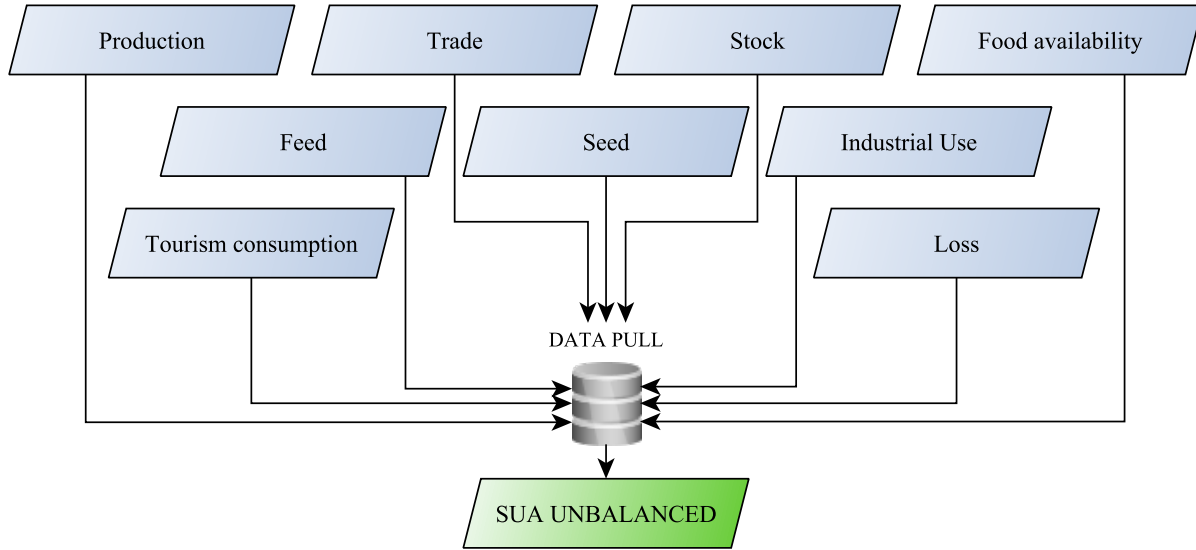 Production
Trade
Stock
Food availability
Feed
Seed
Industrial Use
Tourism consumption
Loss
DATA PULL
SUA UNBALANCED